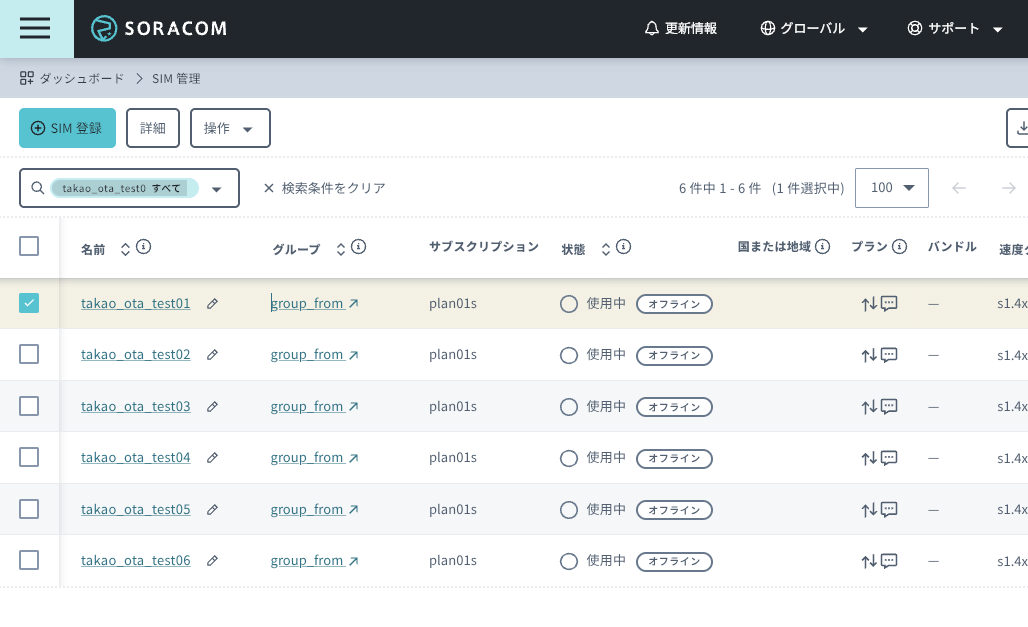 SORACOM 更新情報 グローバル サポート
ダッシュボード SIM 管理
SIM 登録 詳細 操作
takao_ota_test0 すべて 検索条件をクリア 6 件中 1 - 6 件 (1 件選択中) 100
名前 グループ サブスクリプション 状態 国または地域 プラン バンドル 速度
takao_ota_test01 group_from plan01s 使用中 オフライン — s1.4x
takao_ota_test02 group_from plan01s 使用中 オフライン — s1.4x
takao_ota_test03 group_from plan01s 使用中 オフライン — s1.4x
takao_ota_test04 group_from plan01s 使用中 オフライン — s1.4x
takao_ota_test05 group_from plan01s 使用中 オフライン — s1.4x
takao_ota_test06 group_from plan01s 使用中 オフライン — s1.4x